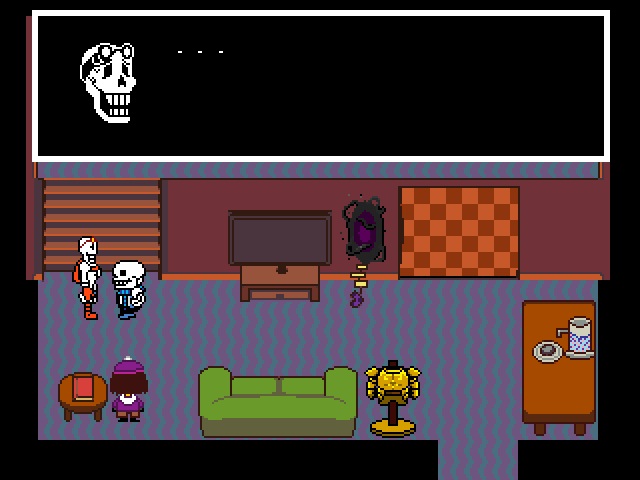 . . .